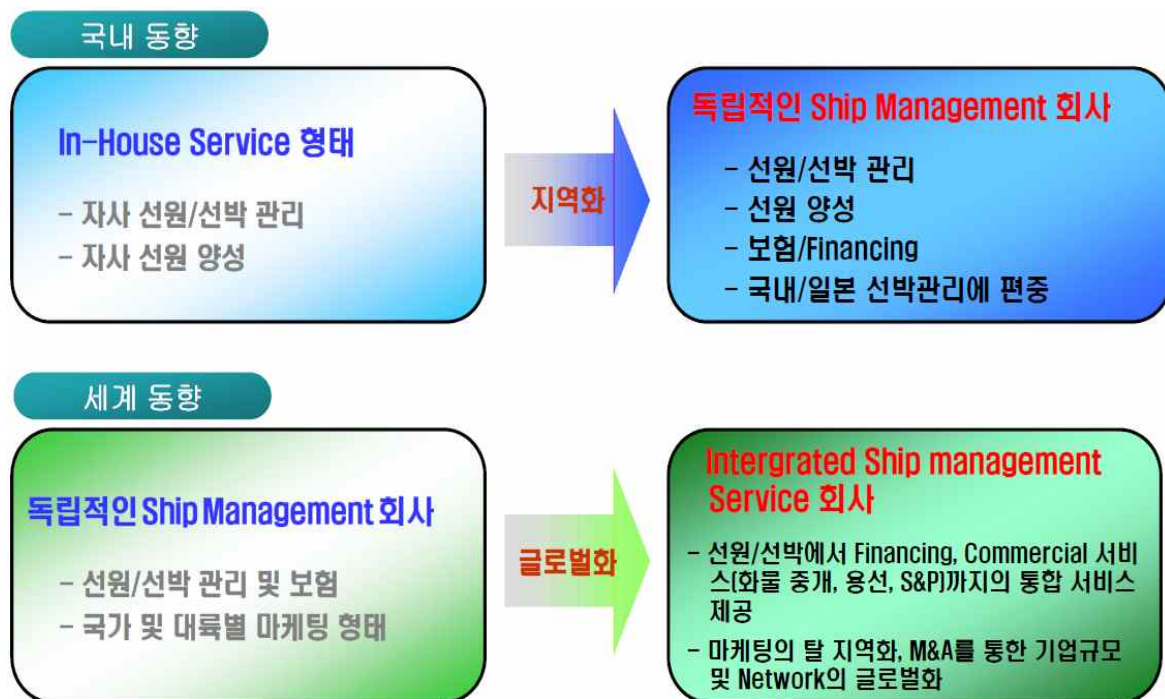 국내 동향
In-House Service 형태
- 자사 선원/선박 관리
- 자사 선원 양성
지역화
독립적인 Ship Management 회사
- 선원/선박 관리
- 선원 양성
- 보험/Financing
- 국내/일본 선박관리에 편중
세계 동향
독립적인 Ship Management 회사
- 선원/선박 관리 및 보험
- 국가 및 대륙별 마케팅 형태
글로벌화
Intergrated Ship management
Service 회사
- 선원/선박에서 Financing, Commercial 서비
스(화물 중개, 용선, S&P)까지의 통합 서비스
제공
- 마케팅의 탈 지역화, M&A를 통한 기업규모
및 Network의 글로벌화